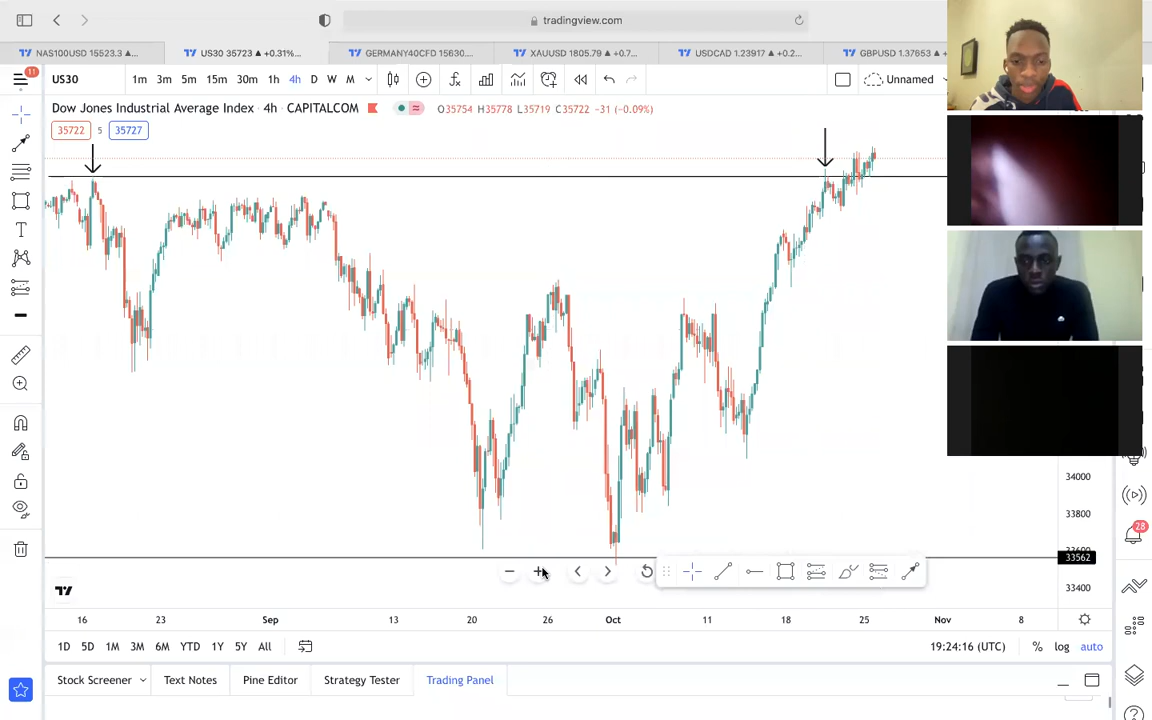 tradingview.com
NAS100USD 15523.3 ▲...
US30 35723 ▲ +0.31%...
GERMANY40CFD 15630....
XAUUSD 1805.79 ▲ +0.7...
USDCAD 1.23917 ▲ +0.2...
GBPUSD 1.37653 ▲
11
US30
1m 3m 5m 15m 30m 1h 4h D W M
Unnamed
Dow Jones Industrial Average Index · 4h · CAPITALCOM
O35754 H35778 L35719 C35722 −31 (−0.09%)
35722 5 35727
34000
33800
33562
33400
28
16 23 Sep 13 20 26 Oct 11 18 25 Nov 8
1D 5D 1M 3M 6M YTD 1Y 5Y All
19:24:16 (UTC) % log auto
Stock Screener Text Notes Pine Editor Strategy Tester Trading Panel